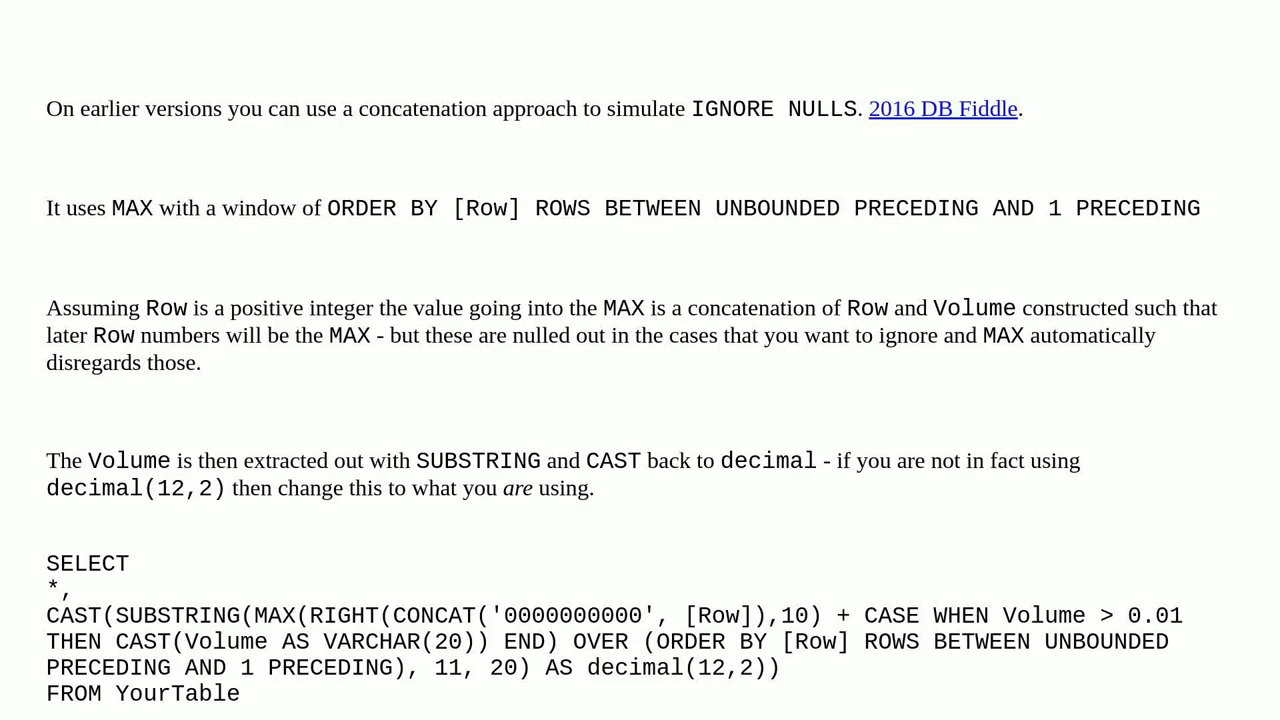 On earlier versions you can use a concatenation approach to simulate IGNORE NULLS. 2016 DB Fiddle.
It uses MAX with a window of ORDER BY [Row] ROWS BETWEEN UNBOUNDED PRECEDING AND 1 PRECEDING
Assuming Row is a positive integer the value going into the MAX is a concatenation of Row and Volume constructed such that
later Row numbers will be the MAX - but these are nulled out in the cases that you want to ignore and MAX automatically
disregards those.
The Volume is then extracted out with SUBSTRING and CAST back to decimal - if you are not in fact using
decimal(12,2) then change this to what you are using.
SELECT
*,
CAST(SUBSTRING(MAX(RIGHT(CONCAT('0000000000', [Row]),10) + CASE WHEN Volume > 0.01
THEN CAST(Volume AS VARCHAR(20)) END) OVER (ORDER BY [Row] ROWS BETWEEN UNBOUNDED
PRECEDING AND 1 PRECEDING), 11, 20) AS decimal(12,2))
FROM YourTable